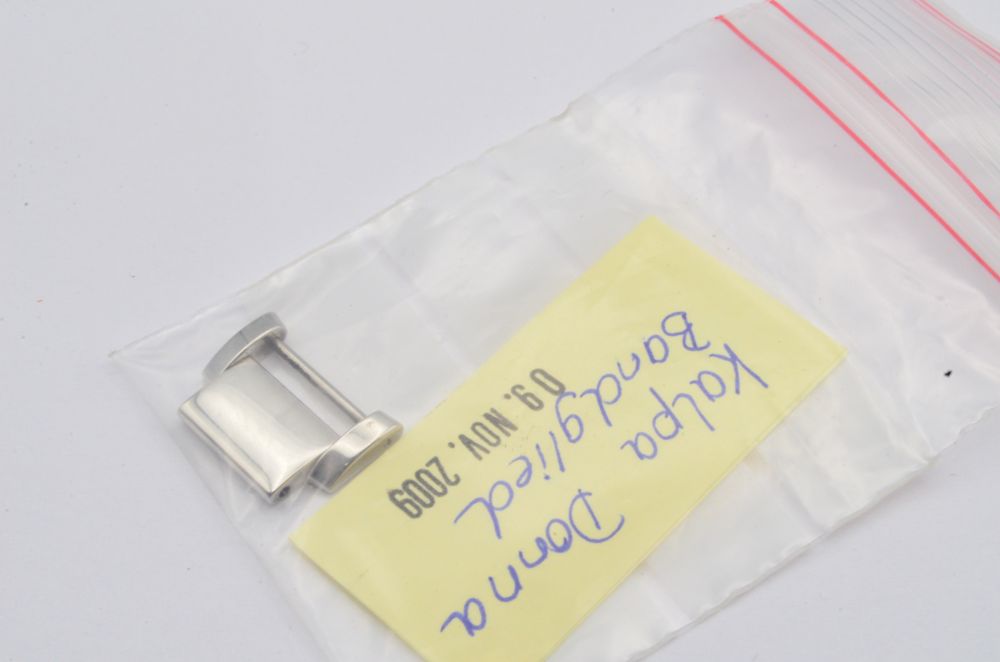 Kalpa Donna
Bandglied
09. NOV. 2009